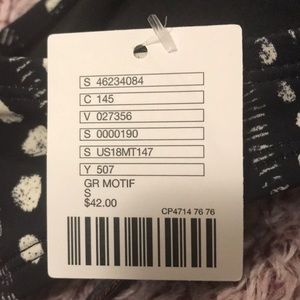 S 46234084
C 145
V 027356
S 0000190
S US18MT147
Y 507
GR MOTIF
S
$42.00
CP4714 76 76